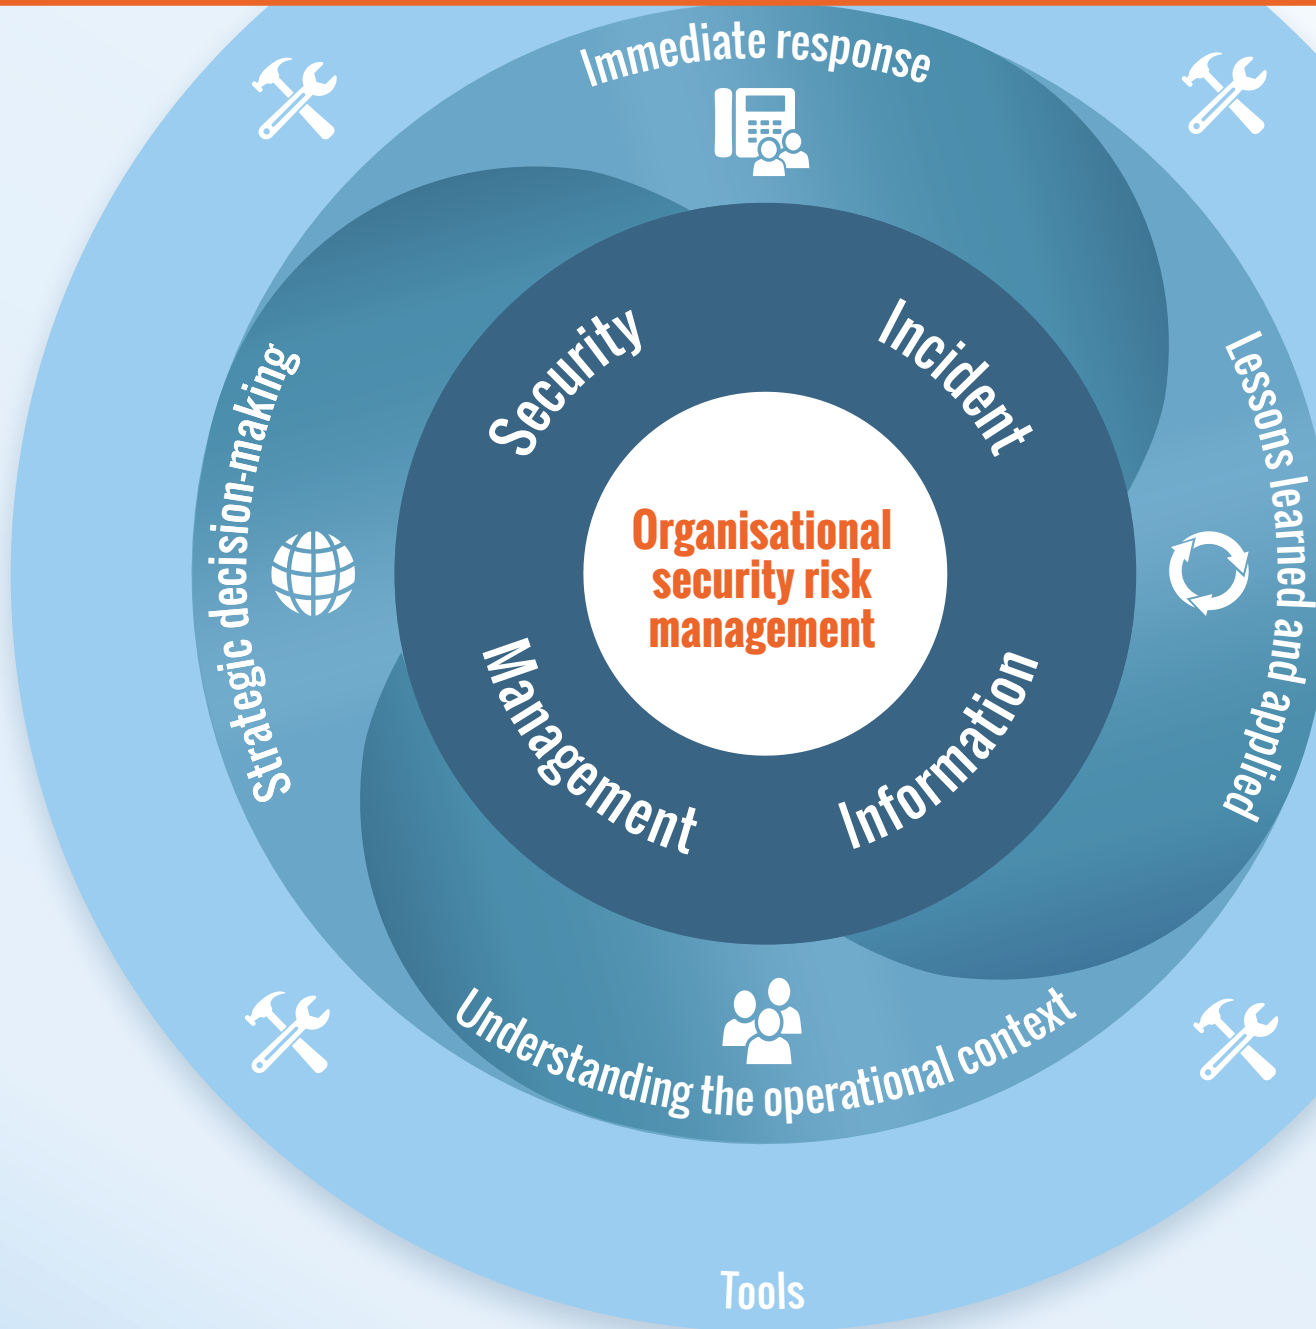 Immediate response
Security
Incident
Information
Management
Organisational
security risk
management
Strategic decision-making
Lessons learned and applied
Understanding the operational context
Tools